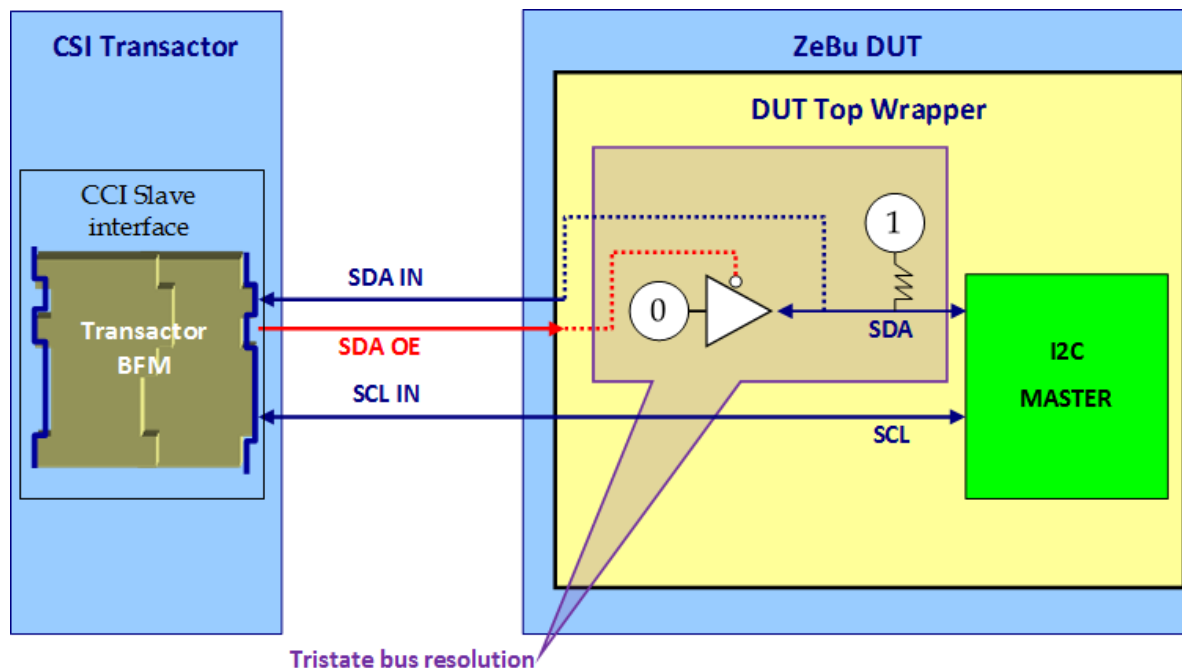 CSI Transactor
ZeBu DUT
DUT Top Wrapper
CCI Slave
interface
Transactor
BFM
SDA IN
SDA OE
SCL IN
0
1
SDA
SCL
I2C
MASTER
Tristate bus resolution